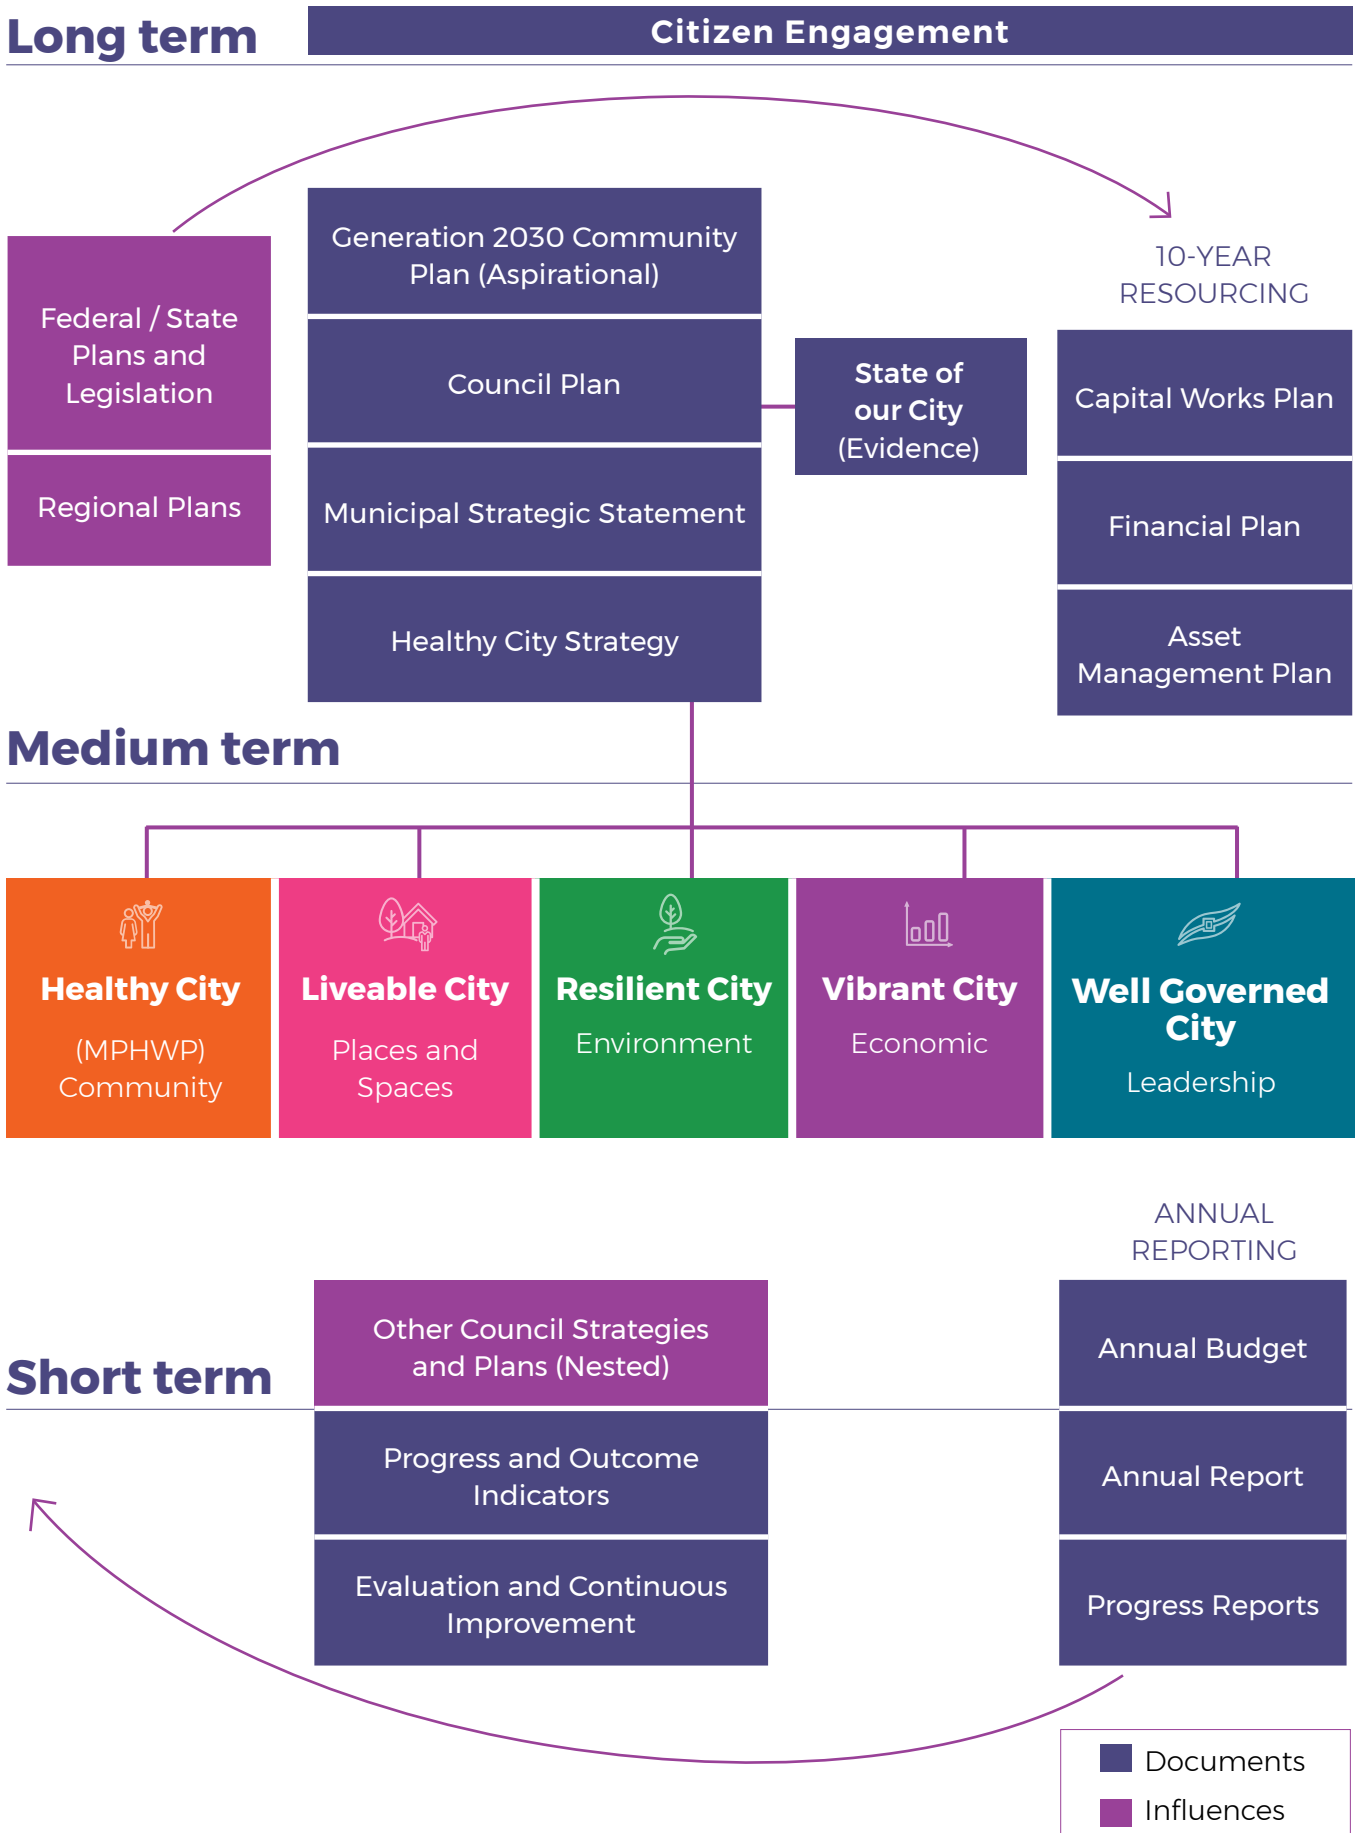 Long term
Citizen Engagement
Federal / State
Plans and
Legislation
Regional Plans
Generation 2030 Community
Plan (Aspirational)
Council Plan
Municipal Strategic Statement
Healthy City Strategy
State of
our City
(Evidence)
10-YEAR
RESOURCING
Capital Works Plan
Financial Plan
Asset
Management Plan
Medium term
Healthy City
(MPHWP)
Community
Liveable City
Places and
Spaces
Resilient City
Environment
Vibrant City
Economic
Well Governed
City
Leadership
Short term
Other Council Strategies
and Plans (Nested)
Progress and Outcome
Indicators
Evaluation and Continuous
Improvement
ANNUAL
REPORTING
Annual Budget
Annual Report
Progress Reports
Documents
Influences